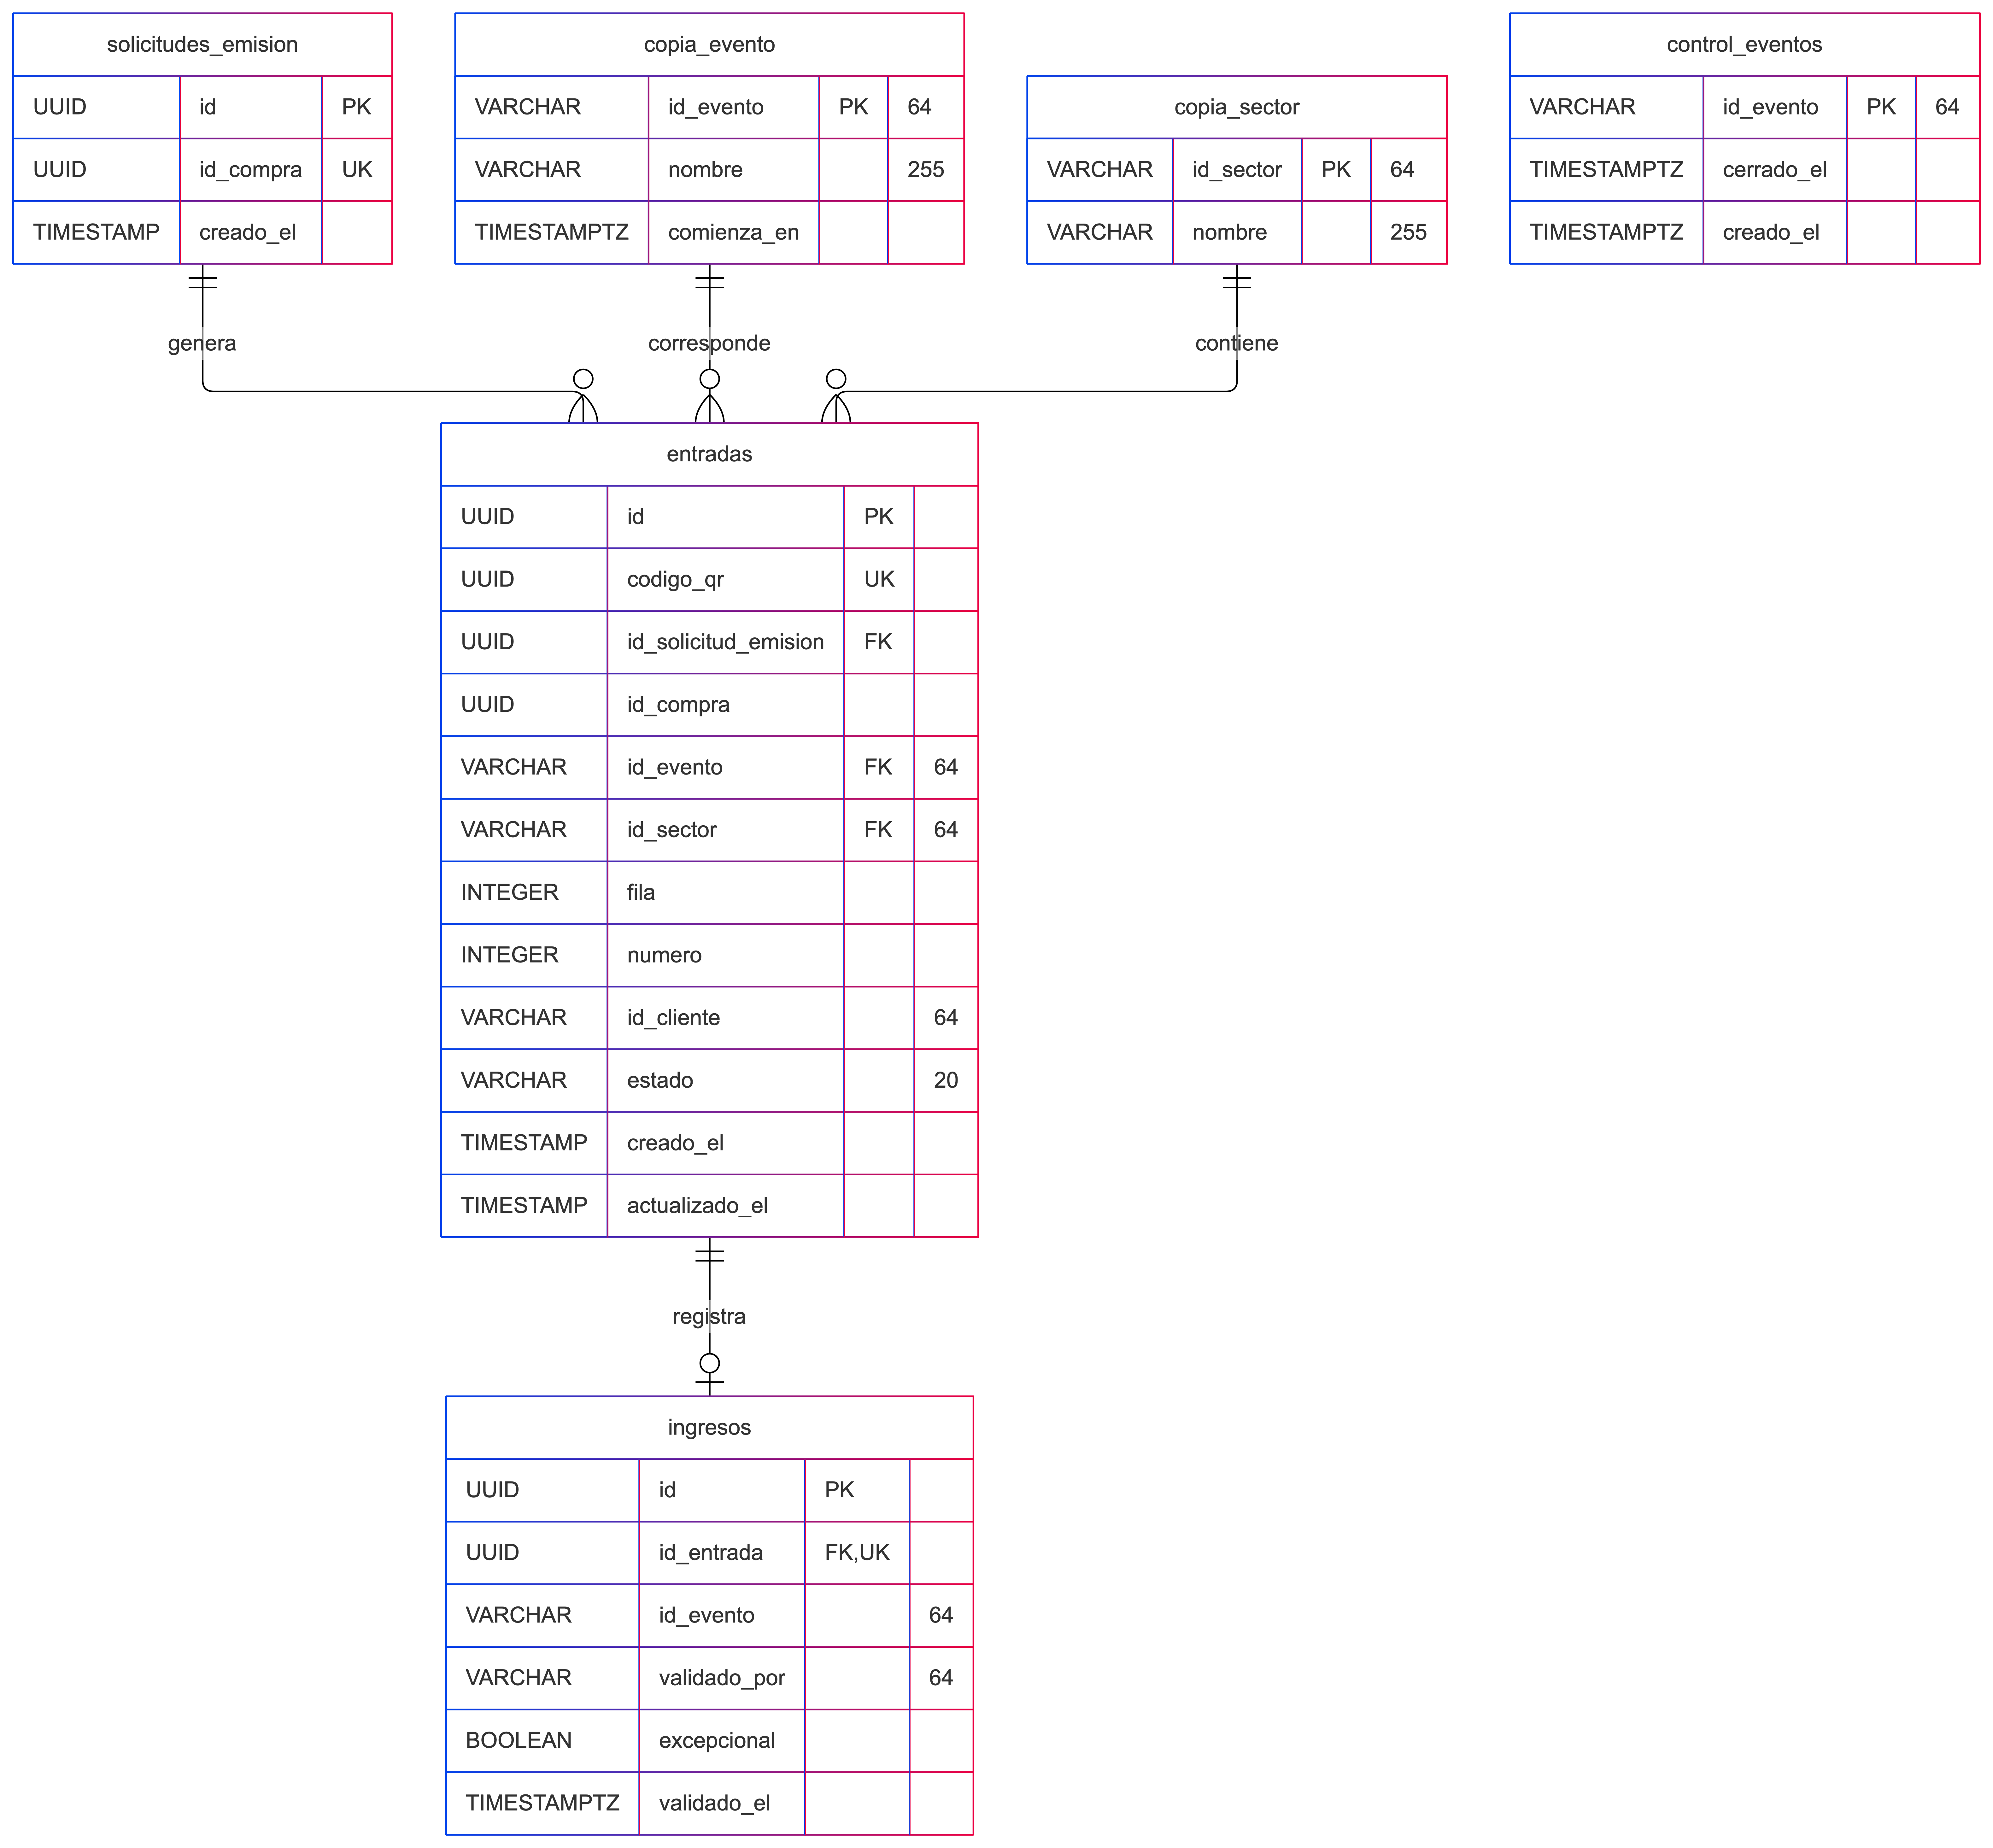 solicitudes_emision
UUID id PK
UUID id_compra UK
TIMESTAMP creado_el
copia_evento
VARCHAR id_evento PK 64
VARCHAR nombre 255
TIMESTAMPTZ comienza_en
copia_sector
VARCHAR id_sector PK 64
VARCHAR nombre 255
control_eventos
VARCHAR id_evento PK 64
TIMESTAMPTZ cerrado_el
TIMESTAMPTZ creado_el
genera
corresponde
contiene
entradas
UUID id PK
UUID codigo_qr UK
UUID id_solicitud_emision FK
UUID id_compra
VARCHAR id_evento FK 64
VARCHAR id_sector FK 64
INTEGER fila
INTEGER numero
VARCHAR id_cliente 64
VARCHAR estado 20
TIMESTAMP creado_el
TIMESTAMP actualizado_el
registra
ingresos
UUID id PK
UUID id_entrada FK,UK
VARCHAR id_evento 64
VARCHAR validado_por 64
BOOLEAN excepcional
TIMESTAMPTZ validado_el